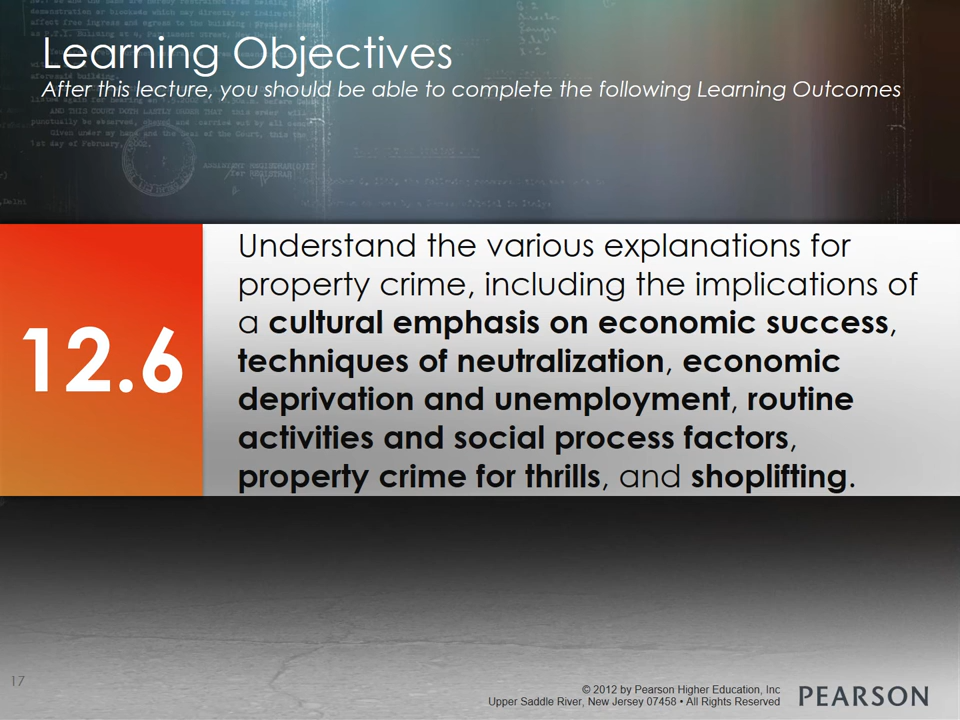 Learning Objectives
After this lecture, you should be able to complete the following Learning Outcomes
12.6
Understand the various explanations for
property crime, including the implications of
a cultural emphasis on economic success,
techniques of neutralization, economic
deprivation and unemployment, routine
activities and social process factors,
property crime for thrills, and shoplifting.
17
© 2012 by Pearson Higher Education, Inc
Upper Saddle River, New Jersey 07458 • All Rights Reserved
PEARSON